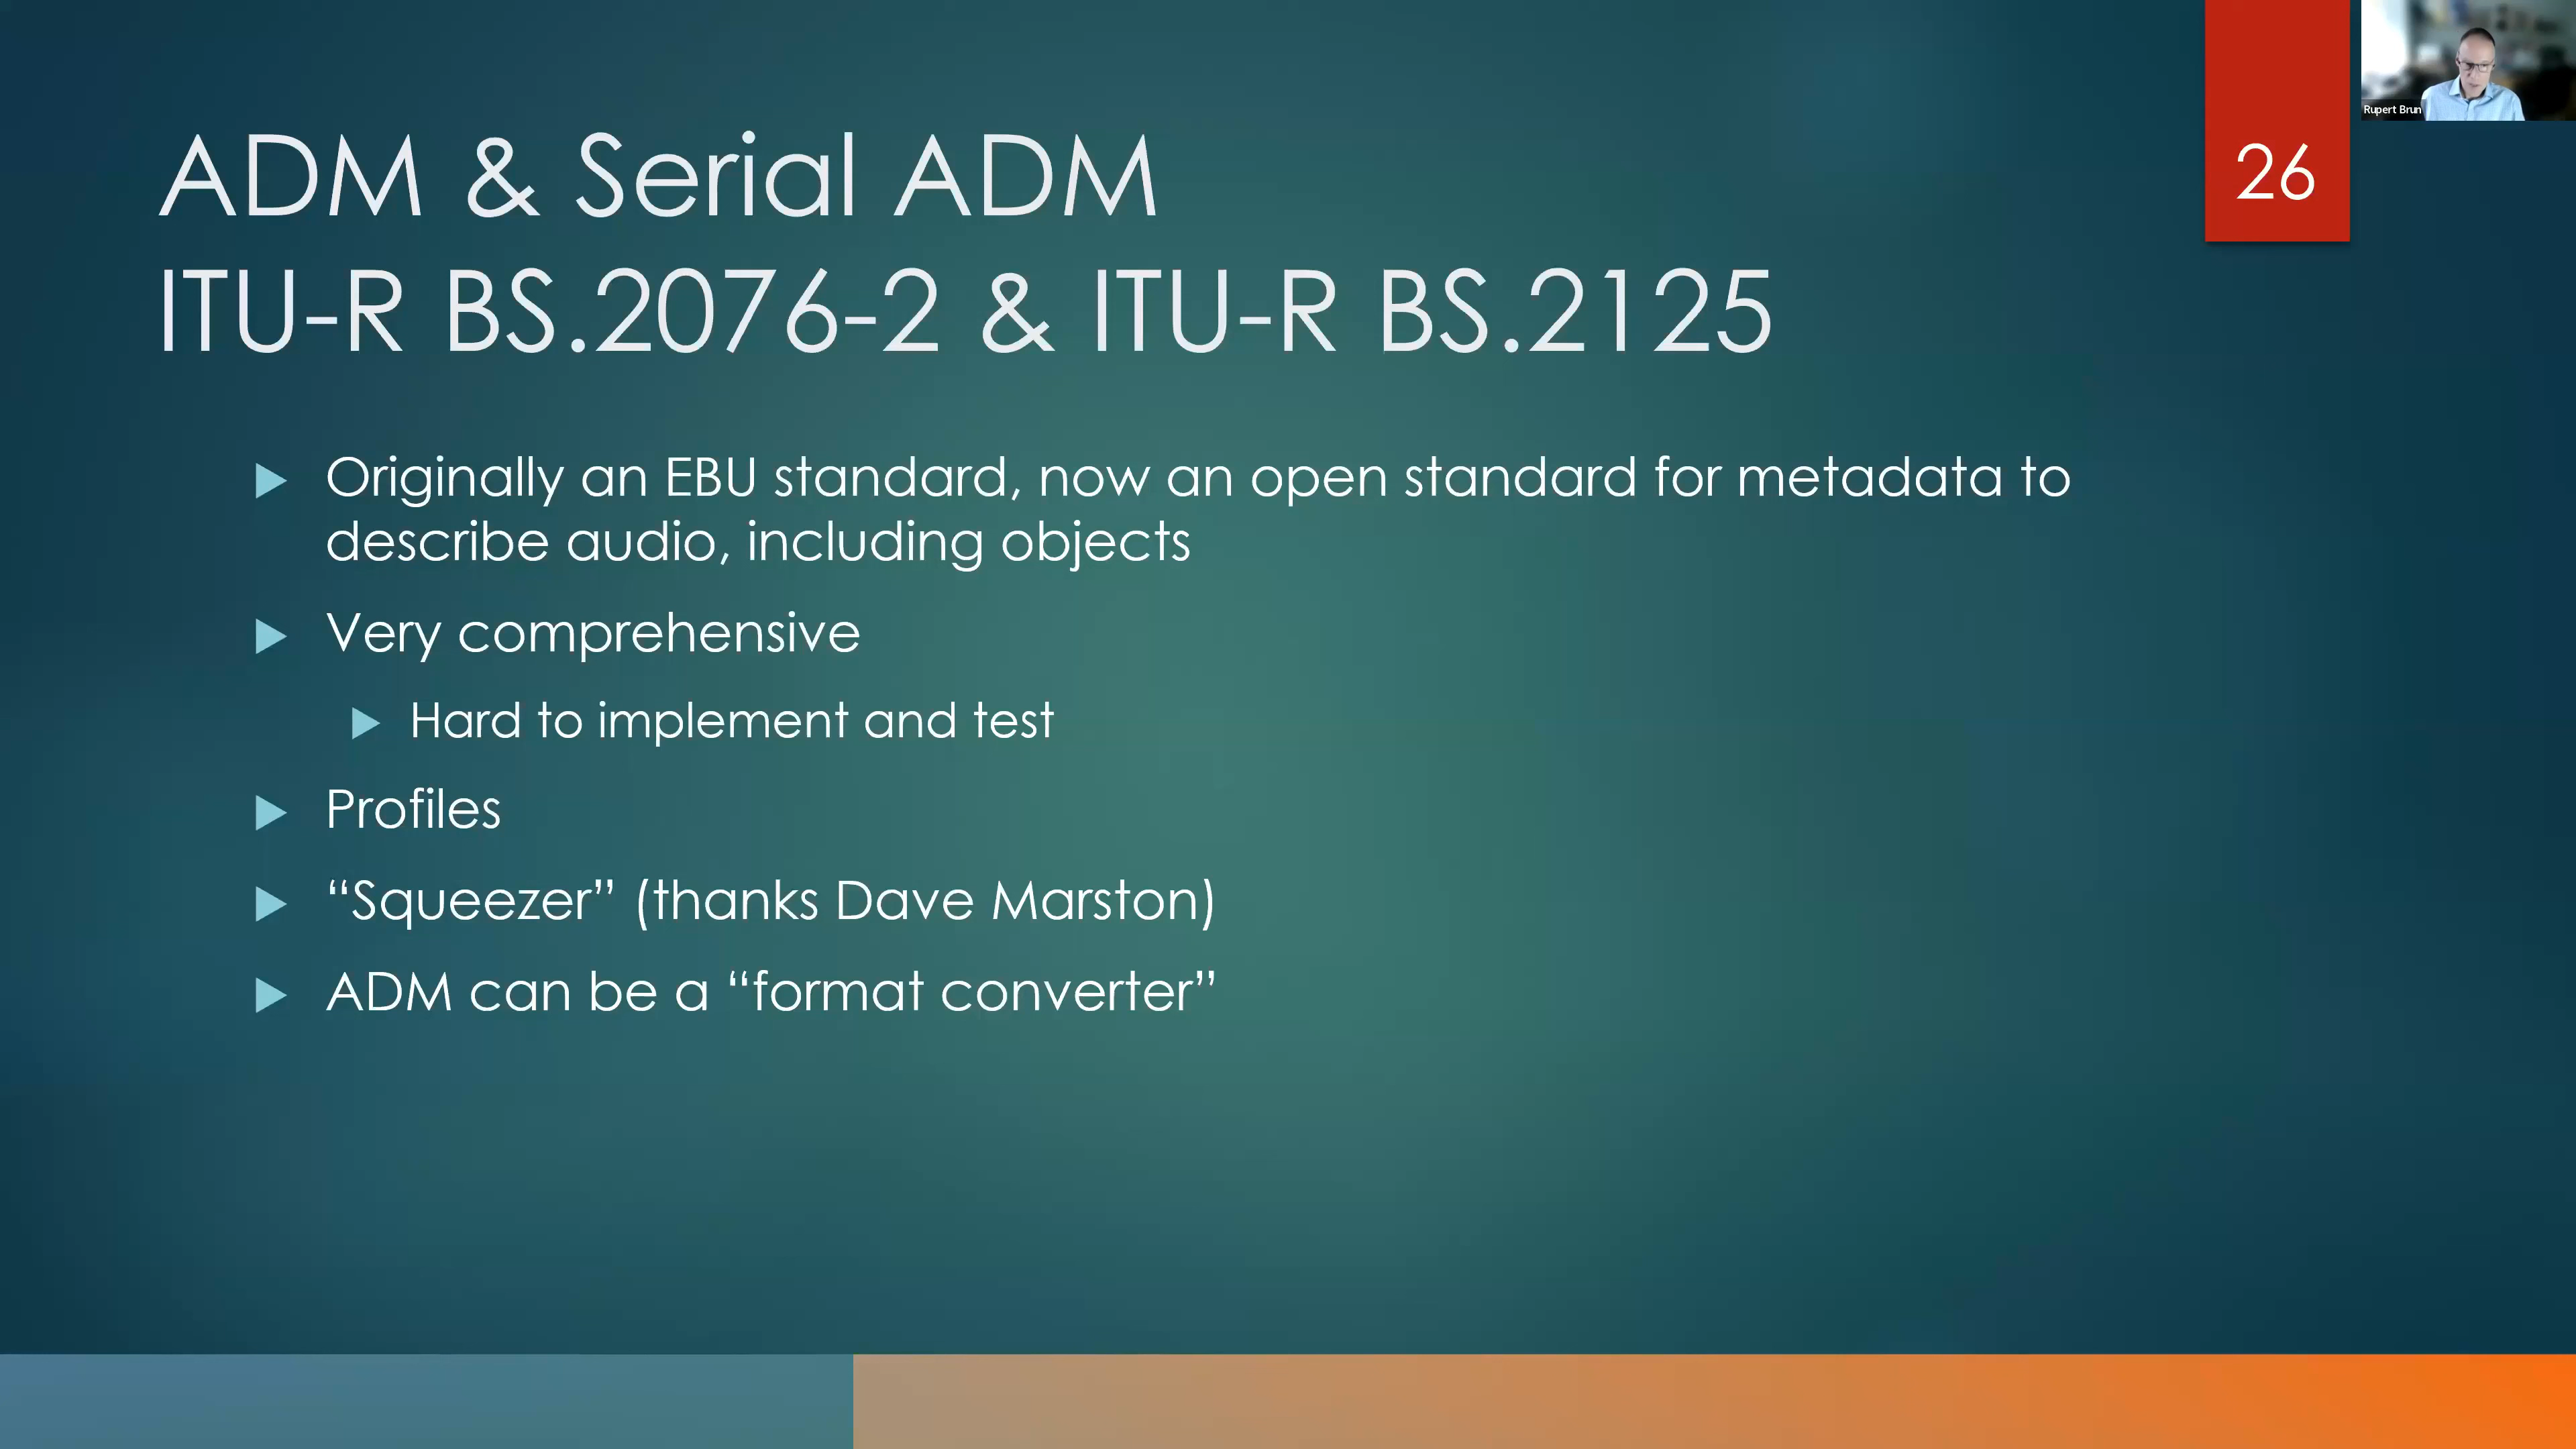 ADM & Serial ADM
ITU-R BS.2076-2 & ITU-R BS.2125
26
Rupert Brun
Originally an EBU standard, now an open standard for metadata to
describe audio, including objects
Very comprehensive
Hard to implement and test
Profiles
“Squeezer” (thanks Dave Marston)
ADM can be a “format converter”